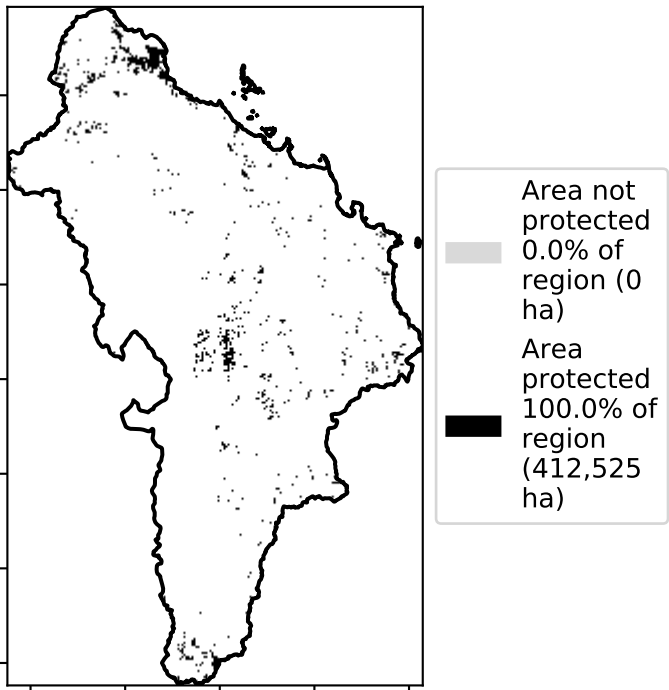 Area not
protected
0.0% of
region (0
ha)
Area
protected
100.0% of
region
(412,525
ha)